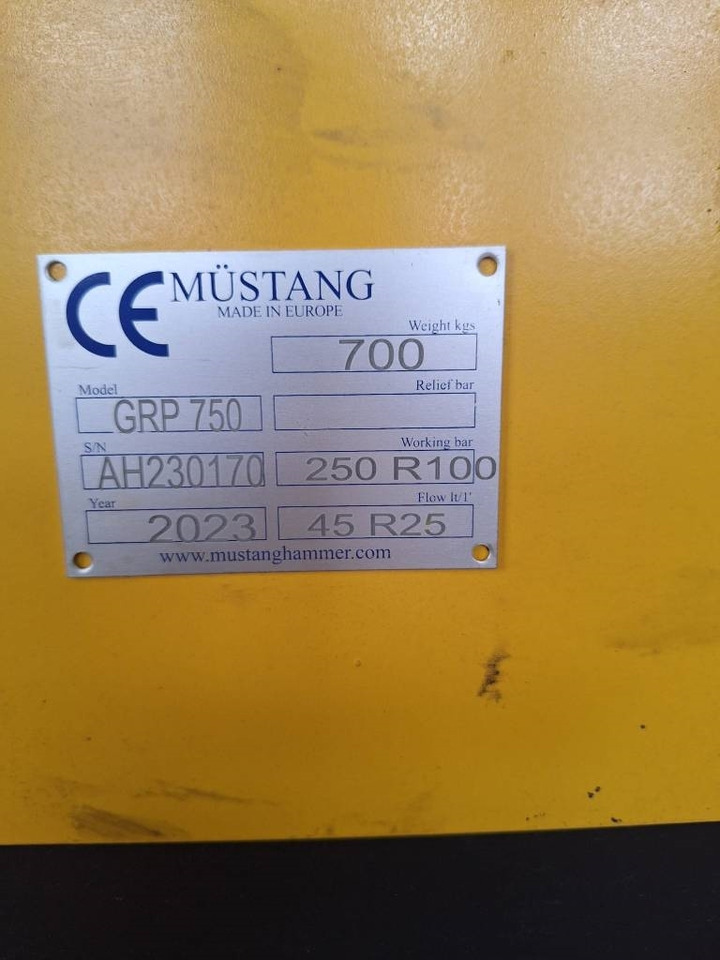 CE MÜSTANG
MADE IN EUROPE
Weight kgs
700
Model
Relief bar
GRP 750
S/N
Working bar
AH230170
250 R100
Year
Flow lt/1'
2023
45 R25
www.mustanghammer.com